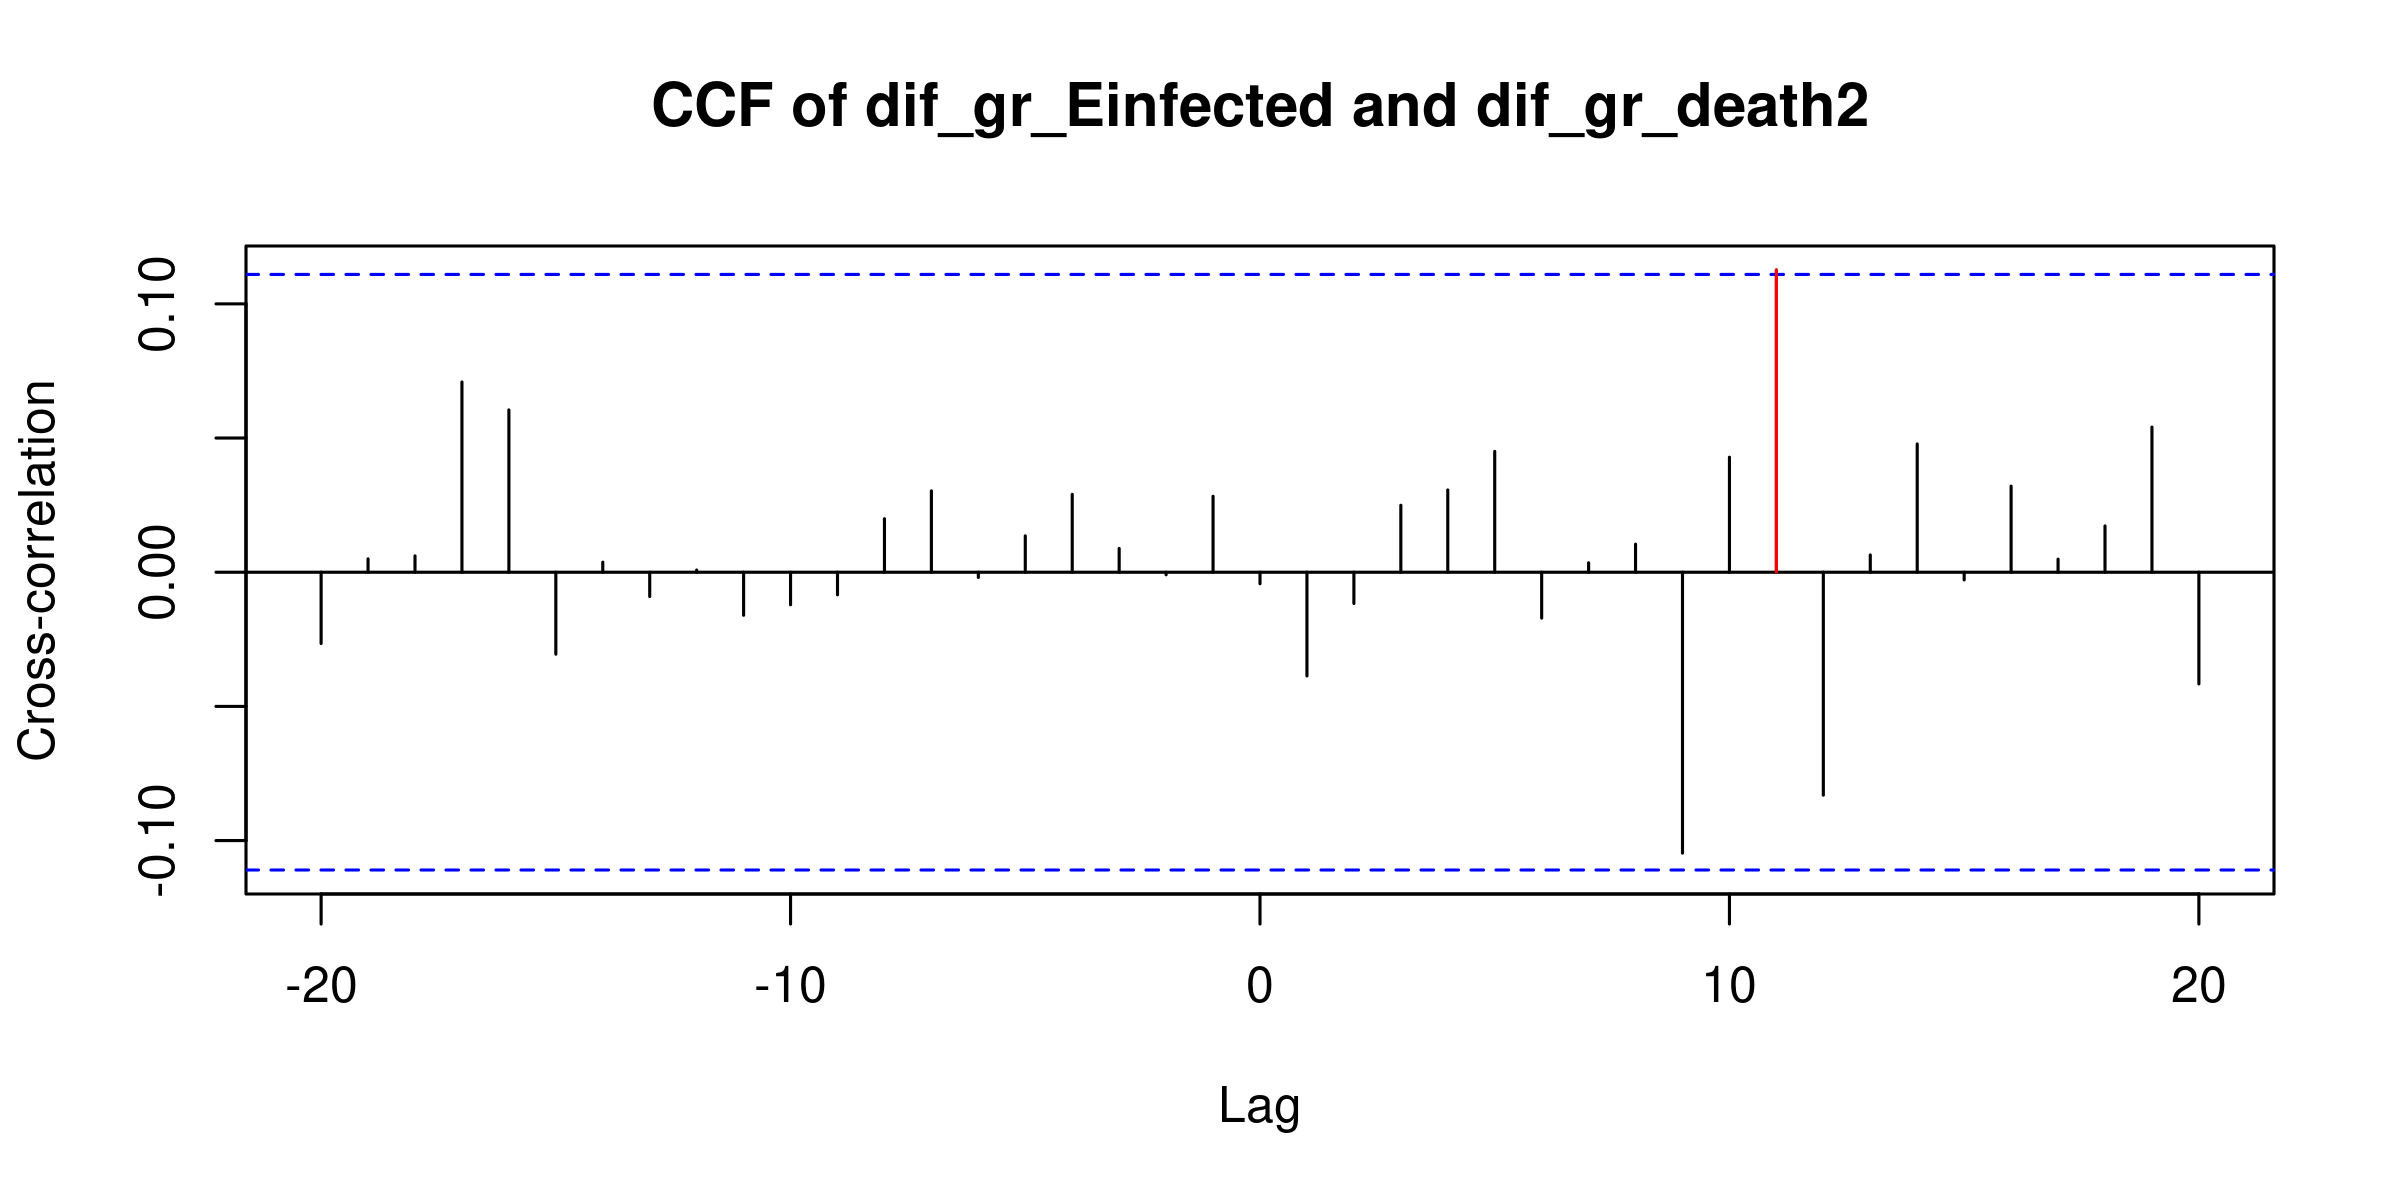 CCF of dif_gr_Einfected and dif_gr_death2
Cross-correlation
0.10
0.00
-0.10
-20 -10 0 10 20
Lag